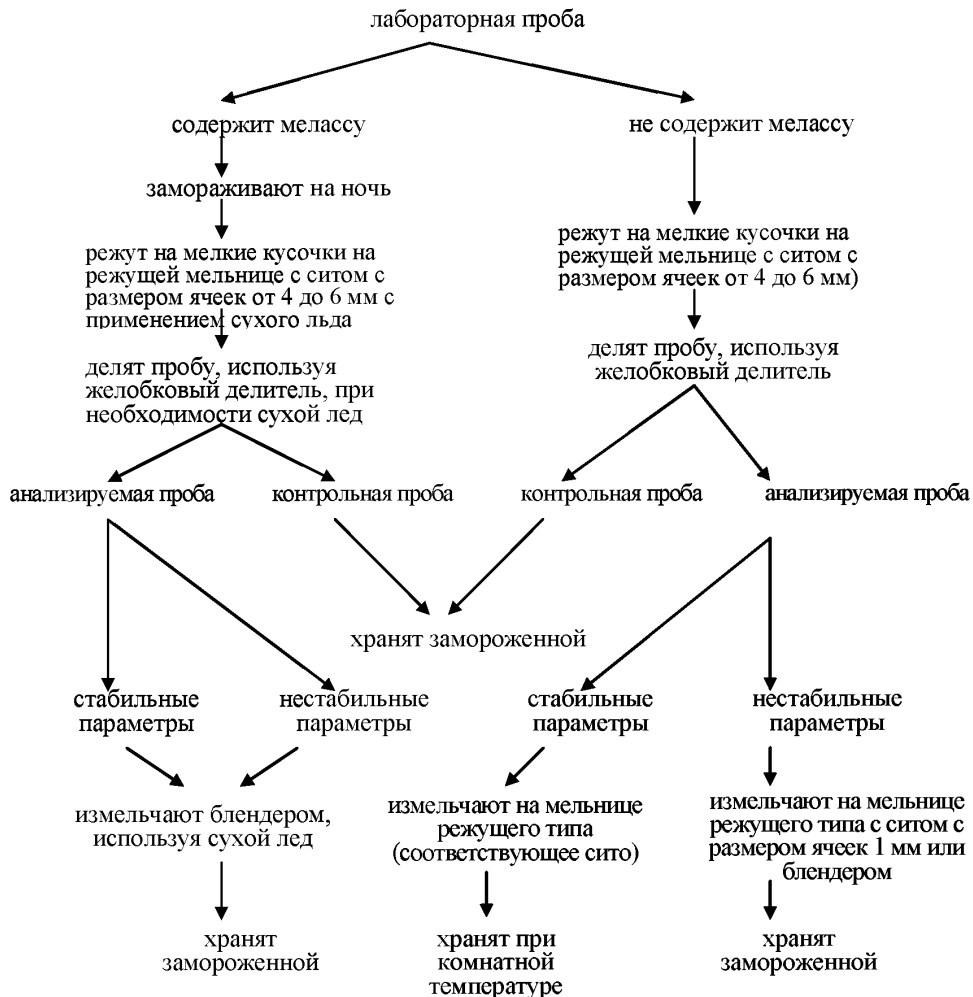 лабораторная проба
содержит мелассу
не содержит мелассу
замораживают на ночь
режут на мелкие кусочки на
режущей мельнице с ситом с
размером ячеек от 4 до 6 мм с
применением сухого льда
режут на мелкие кусочки на
режущей мельнице с ситом с
размером ячеек от 4 до 6 мм)
делят пробу, используя
желобковый делитель, при
необходимости сухой лед
делят пробу, используя
желобковый делитель
анализируемая проба
контрольная проба
контрольная проба
анализируемая проба
хранят замороженной
стабильные
параметры
нестабильные
параметры
стабильные
параметры
нестабильные
параметры
измельчают блендером,
используя сухой лед
измельчают на мельнице
режущего типа
(соответствующее сито)
измельчают на мельнице
режущего типа с ситом с
размером ячеек 1 мм или
блендером
хранят
замороженной
хранят при
комнатной
температуре
хранят
замороженной